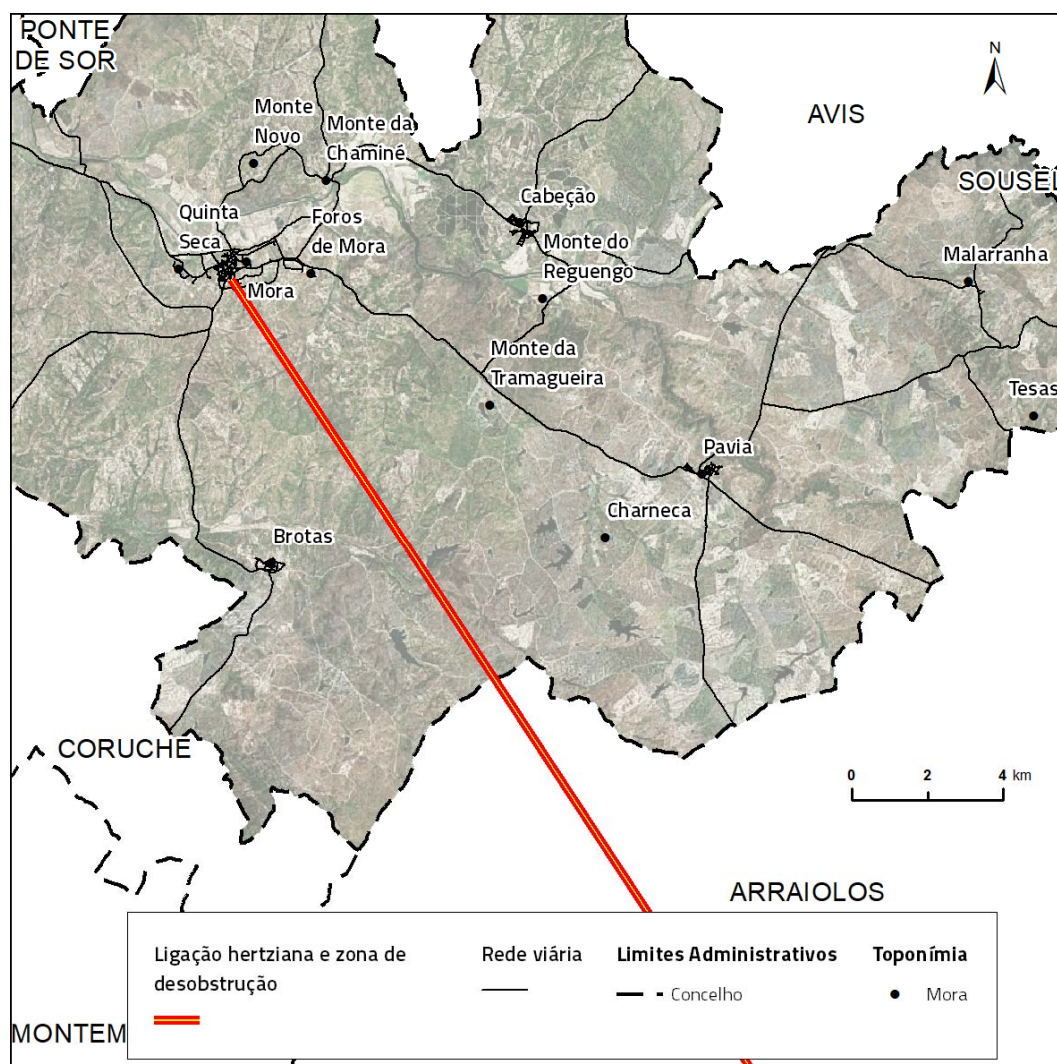 PONTE
DE SOR
N
AVIS
Monte
Novo
Monte da
Chaminé
SOUSEL
Cabeção
Quinta
Seca
Foros
de Mora
Monte do
Reguengo
Malarranha
Mora
Monte da
Tramagueira
Tesas
Pavia
Charneca
Brotas
CORUCHE
0 2 4 km
ARRAIOLOS
Ligação hertziana e zona de
desobstrução
Rede viária
Limites Administrativos
Concelho
Toponímia
Mora
MONTEM